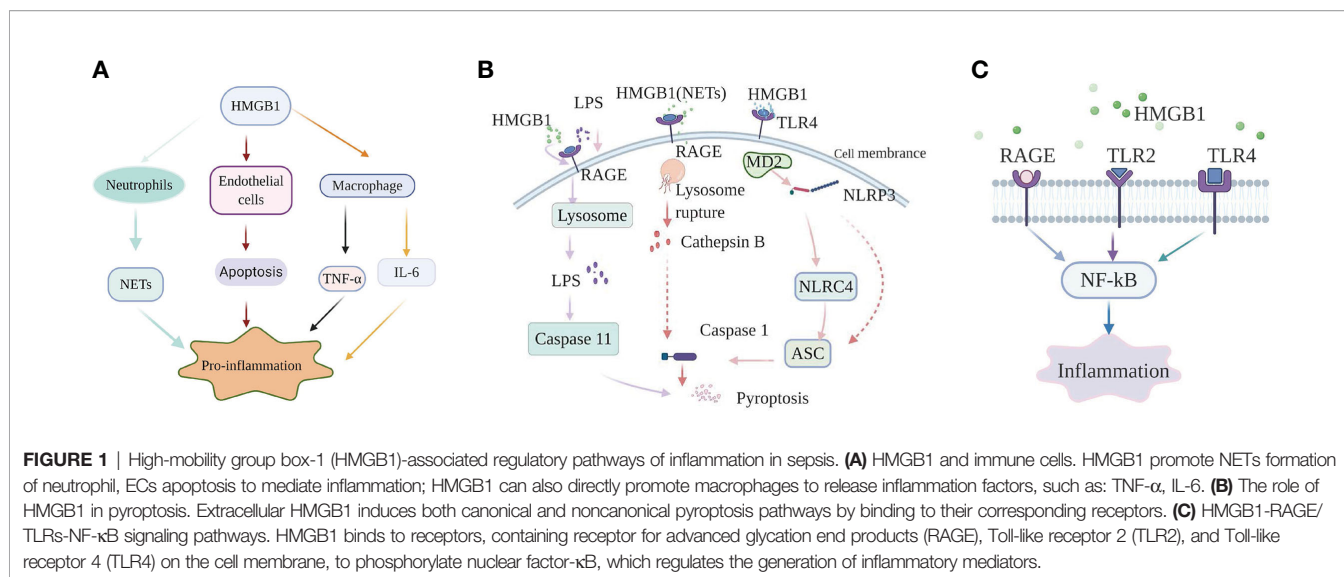 A
HMGB1
Neutrophils
Endothelial
cells
Macrophage
NETs
Apoptosis
TNF-α
IL-6
Pro-inflammation
B
HMGB1
LPS
HMGB1(NETs)
HMGB1
TLR4
RAGE
RAGE
MD2
Cell membrance
NLRP3
Lysosome
Lysosome
rupture
Cathepsin B
LPS
NLRC4
Caspase 11
Caspase 1
ASC
Pyroptosis
C
HMGB1
RAGE
TLR2
TLR4
NF-kB
Inflammation
FIGURE 1 | High-mobility group box-1 (HMGB1)-associated regulatory pathways of inflammation in sepsis. (A) HMGB1 and immune cells. HMGB1 promote NETs formation
of neutrophil, ECs apoptosis to mediate inflammation; HMGB1 can also directly promote macrophages to release inflammation factors, such as: TNF-α, IL-6. (B) The role of
HMGB1 in pyroptosis. Extracellular HMGB1 induces both canonical and noncanonical pyroptosis pathways by binding to their corresponding receptors. (C) HMGB1-RAGE/
TLRs-NF-κB signaling pathways. HMGB1 binds to receptors, containing receptor for advanced glycation end products (RAGE), Toll-like receptor 2 (TLR2), and Toll-like
receptor 4 (TLR4) on the cell membrane, to phosphorylate nuclear factor-κB, which regulates the generation of inflammatory mediators.